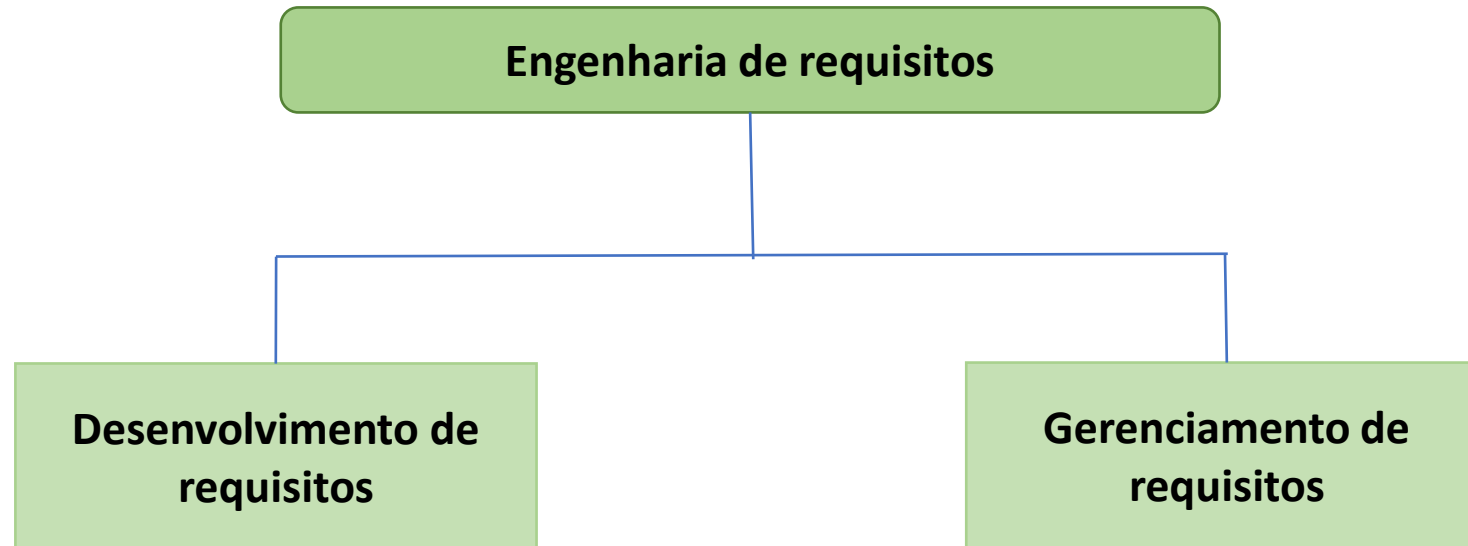 Engenharia de requisitos
Desenvolvimento de
requisitos
Gerenciamento de
requisitos